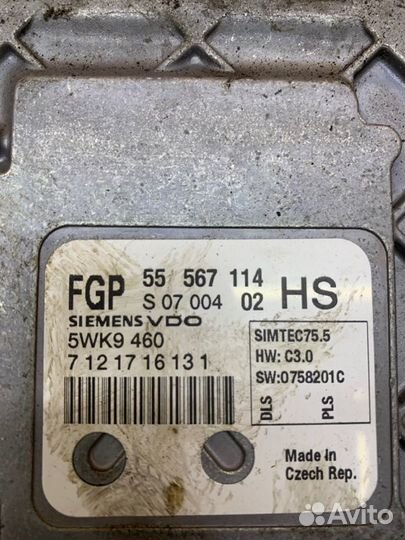 FGP 55 567 114 HS
S 07 004 02
SIEMENS VDO
5WK9 460
7 12 17 16 13 1
SIMTEC75.5
HW: C3.0
SW:0758201C
DLS
PLS
Made in
Czech Rep.
Avito